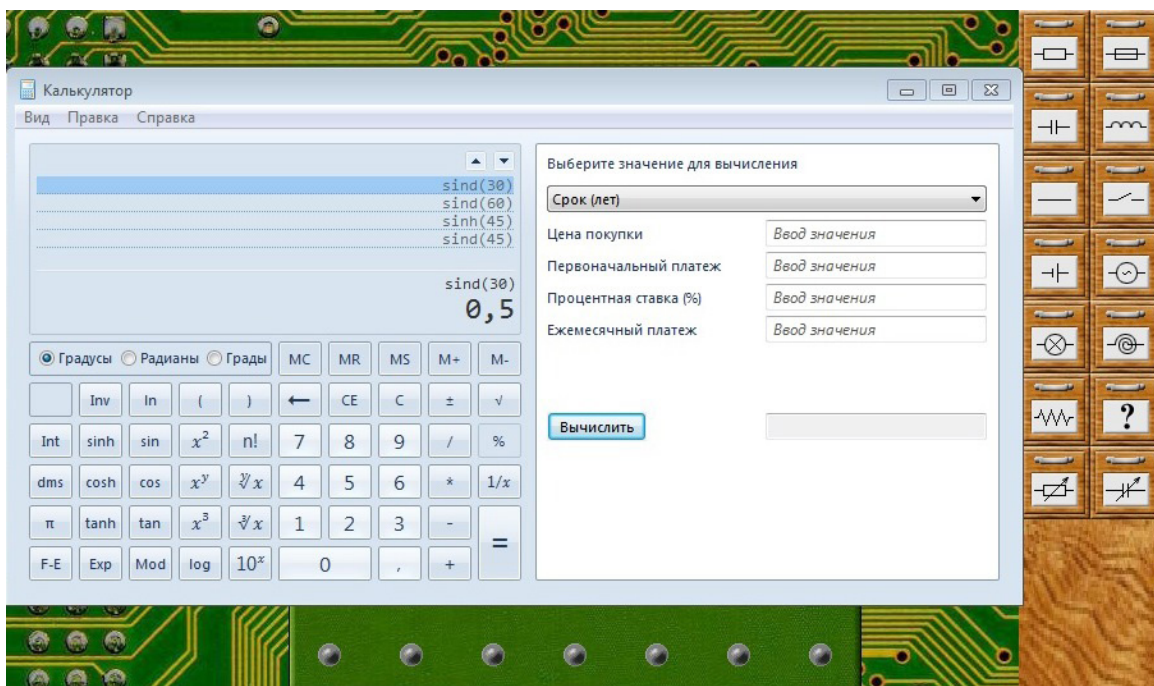 Калькулятор
Вид Правка Справка
sind(30)
sind(60)
sinh(45)
sind(45)
sind(30)
0,5
Градусы Радианы Грады MC MR MS M+ M-
Inv ln ( ) ← CE C ± √
Int sinh sin x² n! 7 8 9 / %
dms cosh cos xʸ ʸ√x 4 5 6 * 1/x
π tanh tan x³ ³√x 1 2 3 - =
F-E Exp Mod log 10ˣ 0 , +
Выберите значение для вычисления
Срок (лет)
Цена покупки Ввод значения
Первоначальный платеж Ввод значения
Процентная ставка (%) Ввод значения
Ежемесячный платеж Ввод значения
Вычислить
?